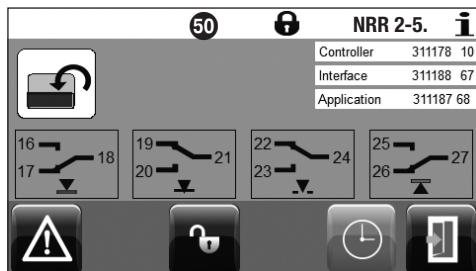 50 NRR 2-5. i
Controller 311178 10
Interface 311188 67
Application 311187 68
16 19 22 25
18 21 24 27
17 20 23 26